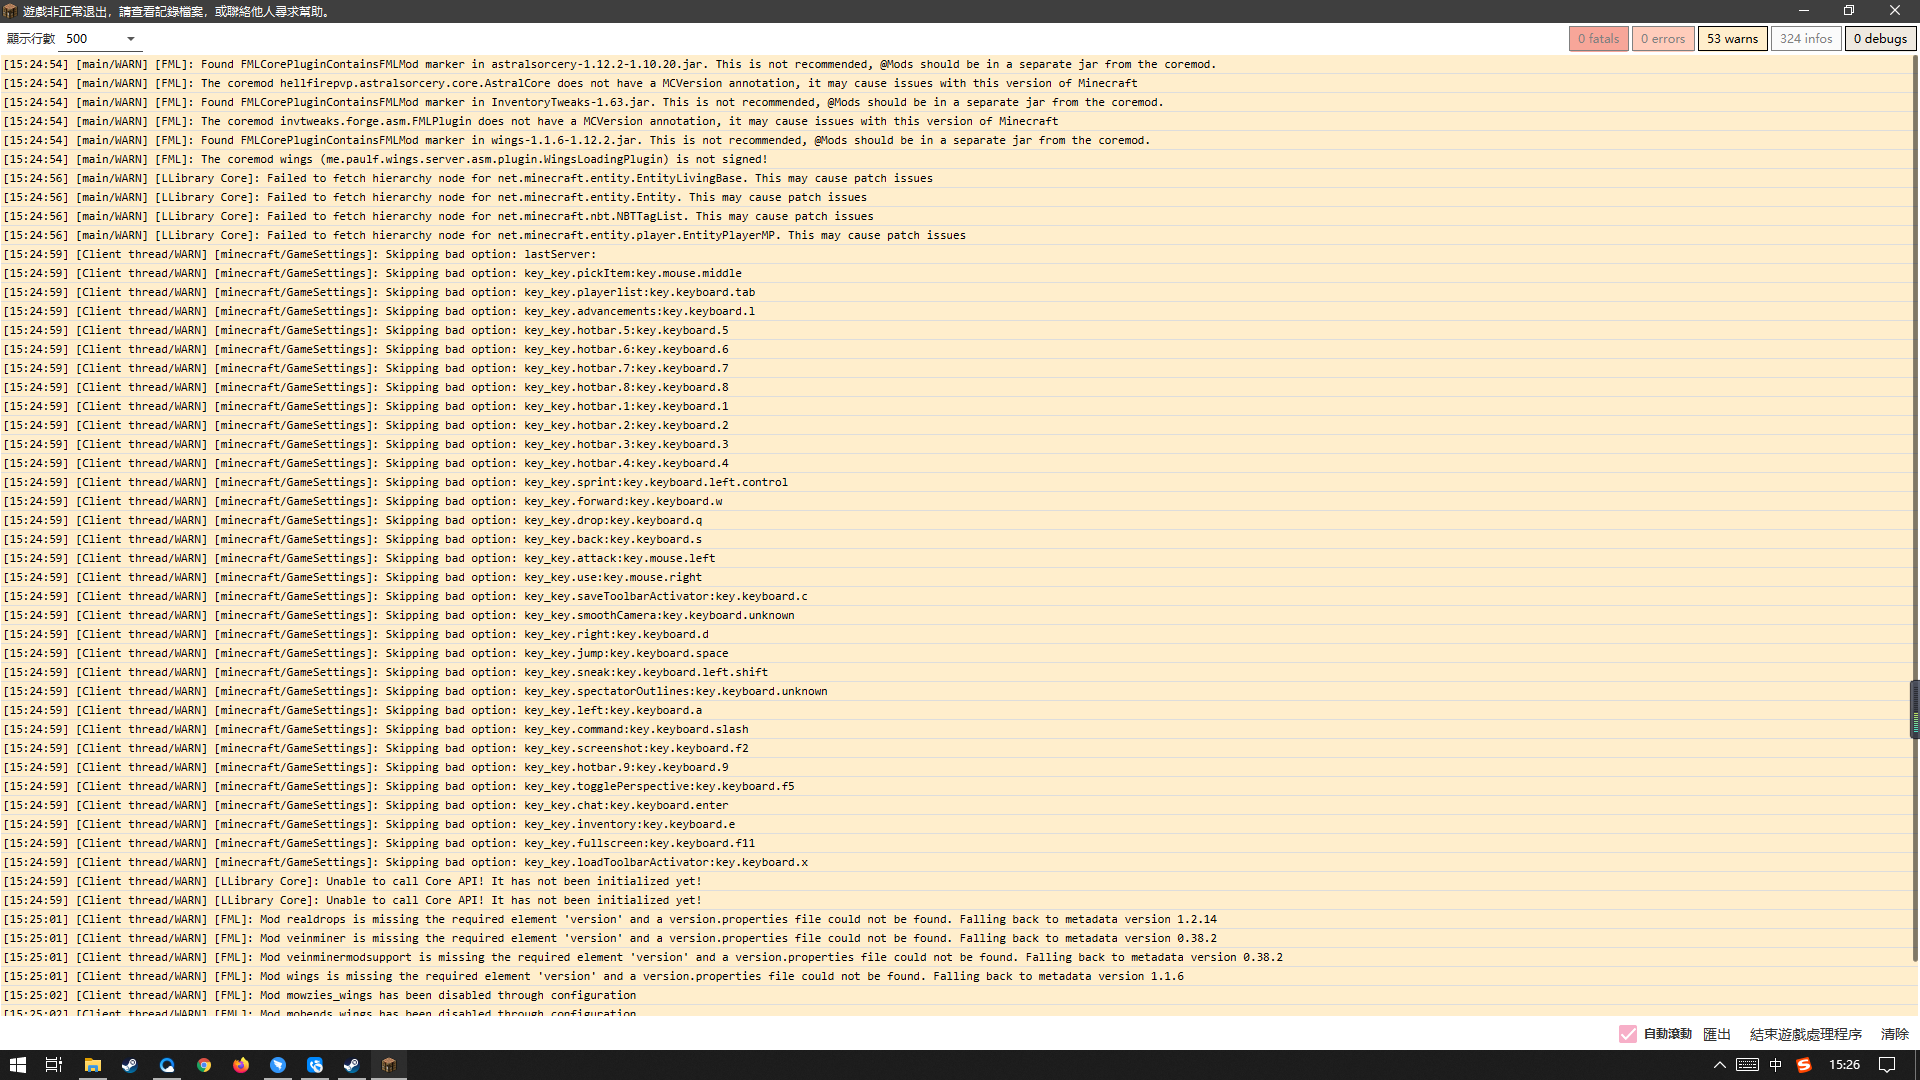 遊戲非正常退出，請查看記錄檔案，或聯絡他人尋求幫助。
顯示行數 500 0 fatals 0 errors 53 warns 324 infos 0 debugs
[15:24:54] [main/WARN] [FML]: Found FMLCorePluginContainsFMLMod marker in astralsorcery-1.12.2-1.10.20.jar. This is not recommended, @Mods should be in a separate jar from the coremod.
[15:24:54] [main/WARN] [FML]: The coremod hellfirepvp.astralsorcery.core.AstralCore does not have a MCVersion annotation, it may cause issues with this version of Minecraft
[15:24:54] [main/WARN] [FML]: Found FMLCorePluginContainsFMLMod marker in InventoryTweaks-1.63.jar. This is not recommended, @Mods should be in a separate jar from the coremod.
[15:24:54] [main/WARN] [FML]: The coremod invtweaks.forge.asm.FMLPlugin does not have a MCVersion annotation, it may cause issues with this version of Minecraft
[15:24:54] [main/WARN] [FML]: Found FMLCorePluginContainsFMLMod marker in wings-1.1.6-1.12.2.jar. This is not recommended, @Mods should be in a separate jar from the coremod.
[15:24:54] [main/WARN] [FML]: The coremod wings (me.paulf.wings.server.asm.plugin.WingsLoadingPlugin) is not signed!
[15:24:56] [main/WARN] [LLibrary Core]: Failed to fetch hierarchy node for net.minecraft.entity.EntityLivingBase. This may cause patch issues
[15:24:56] [main/WARN] [LLibrary Core]: Failed to fetch hierarchy node for net.minecraft.entity.Entity. This may cause patch issues
[15:24:56] [main/WARN] [LLibrary Core]: Failed to fetch hierarchy node for net.minecraft.nbt.NBTTagList. This may cause patch issues
[15:24:56] [main/WARN] [LLibrary Core]: Failed to fetch hierarchy node for net.minecraft.entity.player.EntityPlayerMP. This may cause patch issues
[15:24:59] [Client thread/WARN] [minecraft/GameSettings]: Skipping bad option: lastServer:
[15:24:59] [Client thread/WARN] [minecraft/GameSettings]: Skipping bad option: key_key.pickItem:key.mouse.middle
[15:24:59] [Client thread/WARN] [minecraft/GameSettings]: Skipping bad option: key_key.playerlist:key.keyboard.tab
[15:24:59] [Client thread/WARN] [minecraft/GameSettings]: Skipping bad option: key_key.advancements:key.keyboard.l
[15:24:59] [Client thread/WARN] [minecraft/GameSettings]: Skipping bad option: key_key.hotbar.5:key.keyboard.5
[15:24:59] [Client thread/WARN] [minecraft/GameSettings]: Skipping bad option: key_key.hotbar.6:key.keyboard.6
[15:24:59] [Client thread/WARN] [minecraft/GameSettings]: Skipping bad option: key_key.hotbar.7:key.keyboard.7
[15:24:59] [Client thread/WARN] [minecraft/GameSettings]: Skipping bad option: key_key.hotbar.8:key.keyboard.8
[15:24:59] [Client thread/WARN] [minecraft/GameSettings]: Skipping bad option: key_key.hotbar.1:key.keyboard.1
[15:24:59] [Client thread/WARN] [minecraft/GameSettings]: Skipping bad option: key_key.hotbar.2:key.keyboard.2
[15:24:59] [Client thread/WARN] [minecraft/GameSettings]: Skipping bad option: key_key.hotbar.3:key.keyboard.3
[15:24:59] [Client thread/WARN] [minecraft/GameSettings]: Skipping bad option: key_key.hotbar.4:key.keyboard.4
[15:24:59] [Client thread/WARN] [minecraft/GameSettings]: Skipping bad option: key_key.sprint:key.keyboard.left.control
[15:24:59] [Client thread/WARN] [minecraft/GameSettings]: Skipping bad option: key_key.forward:key.keyboard.w
[15:24:59] [Client thread/WARN] [minecraft/GameSettings]: Skipping bad option: key_key.drop:key.keyboard.q
[15:24:59] [Client thread/WARN] [minecraft/GameSettings]: Skipping bad option: key_key.back:key.keyboard.s
[15:24:59] [Client thread/WARN] [minecraft/GameSettings]: Skipping bad option: key_key.attack:key.mouse.left
[15:24:59] [Client thread/WARN] [minecraft/GameSettings]: Skipping bad option: key_key.use:key.mouse.right
[15:24:59] [Client thread/WARN] [minecraft/GameSettings]: Skipping bad option: key_key.saveToolbarActivator:key.keyboard.c
[15:24:59] [Client thread/WARN] [minecraft/GameSettings]: Skipping bad option: key_key.smoothCamera:key.keyboard.unknown
[15:24:59] [Client thread/WARN] [minecraft/GameSettings]: Skipping bad option: key_key.right:key.keyboard.d
[15:24:59] [Client thread/WARN] [minecraft/GameSettings]: Skipping bad option: key_key.jump:key.keyboard.space
[15:24:59] [Client thread/WARN] [minecraft/GameSettings]: Skipping bad option: key_key.sneak:key.keyboard.left.shift
[15:24:59] [Client thread/WARN] [minecraft/GameSettings]: Skipping bad option: key_key.spectatorOutlines:key.keyboard.unknown
[15:24:59] [Client thread/WARN] [minecraft/GameSettings]: Skipping bad option: key_key.left:key.keyboard.a
[15:24:59] [Client thread/WARN] [minecraft/GameSettings]: Skipping bad option: key_key.command:key.keyboard.slash
[15:24:59] [Client thread/WARN] [minecraft/GameSettings]: Skipping bad option: key_key.screenshot:key.keyboard.f2
[15:24:59] [Client thread/WARN] [minecraft/GameSettings]: Skipping bad option: key_key.hotbar.9:key.keyboard.9
[15:24:59] [Client thread/WARN] [minecraft/GameSettings]: Skipping bad option: key_key.togglePerspective:key.keyboard.f5
[15:24:59] [Client thread/WARN] [minecraft/GameSettings]: Skipping bad option: key_key.chat:key.keyboard.enter
[15:24:59] [Client thread/WARN] [minecraft/GameSettings]: Skipping bad option: key_key.inventory:key.keyboard.e
[15:24:59] [Client thread/WARN] [minecraft/GameSettings]: Skipping bad option: key_key.fullscreen:key.keyboard.f11
[15:24:59] [Client thread/WARN] [minecraft/GameSettings]: Skipping bad option: key_key.loadToolbarActivator:key.keyboard.x
[15:24:59] [Client thread/WARN] [LLibrary Core]: Unable to call Core API! It has not been initialized yet!
[15:24:59] [Client thread/WARN] [LLibrary Core]: Unable to call Core API! It has not been initialized yet!
[15:25:01] [Client thread/WARN] [FML]: Mod realdrops is missing the required element 'version' and a version.properties file could not be found. Falling back to metadata version 1.2.14
[15:25:01] [Client thread/WARN] [FML]: Mod veinminer is missing the required element 'version' and a version.properties file could not be found. Falling back to metadata version 0.38.2
[15:25:01] [Client thread/WARN] [FML]: Mod veinminermodsupport is missing the required element 'version' and a version.properties file could not be found. Falling back to metadata version 0.38.2
[15:25:01] [Client thread/WARN] [FML]: Mod wings is missing the required element 'version' and a version.properties file could not be found. Falling back to metadata version 1.1.6
[15:25:02] [Client thread/WARN] [FML]: Mod mowzies_wings has been disabled through configuration
[15:25:02] [Client thread/WARN] [FML]: Mod mobends_wings has been disabled through configuration
自動滾動 匯出 結束遊戲處理程序 清除
中 15:26